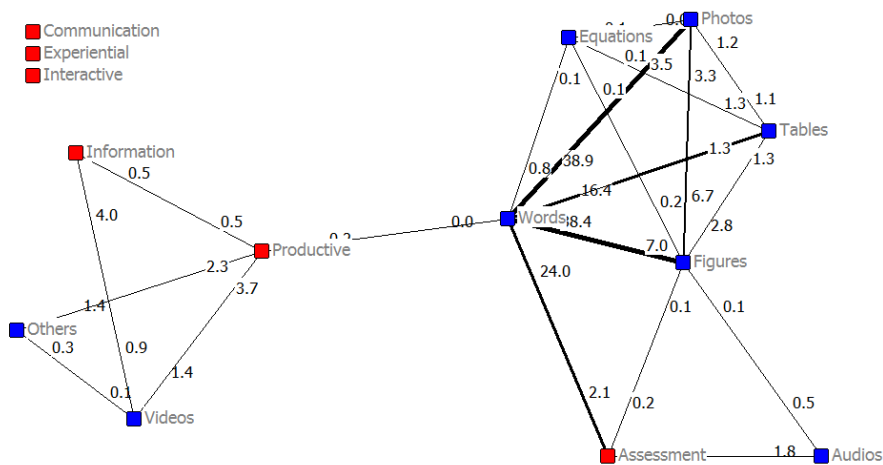 Communication
Experiential
Interactive
Photos
Equations
0.1
3.5
1.2
3.3
0.1
0.1
1.3
1.1
Tables
Information
0.5
1.3
1.3
0.8
38.9
16.4
4.0
0.5
0.0
Words
0.2
6.7
2.8
Productive
7.0
Figures
2.3
3.7
24.0
1.4
0.1
0.1
Others
0.3
0.9
1.4
0.1
2.1
0.2
0.5
Videos
Assessment
1.8
Audios